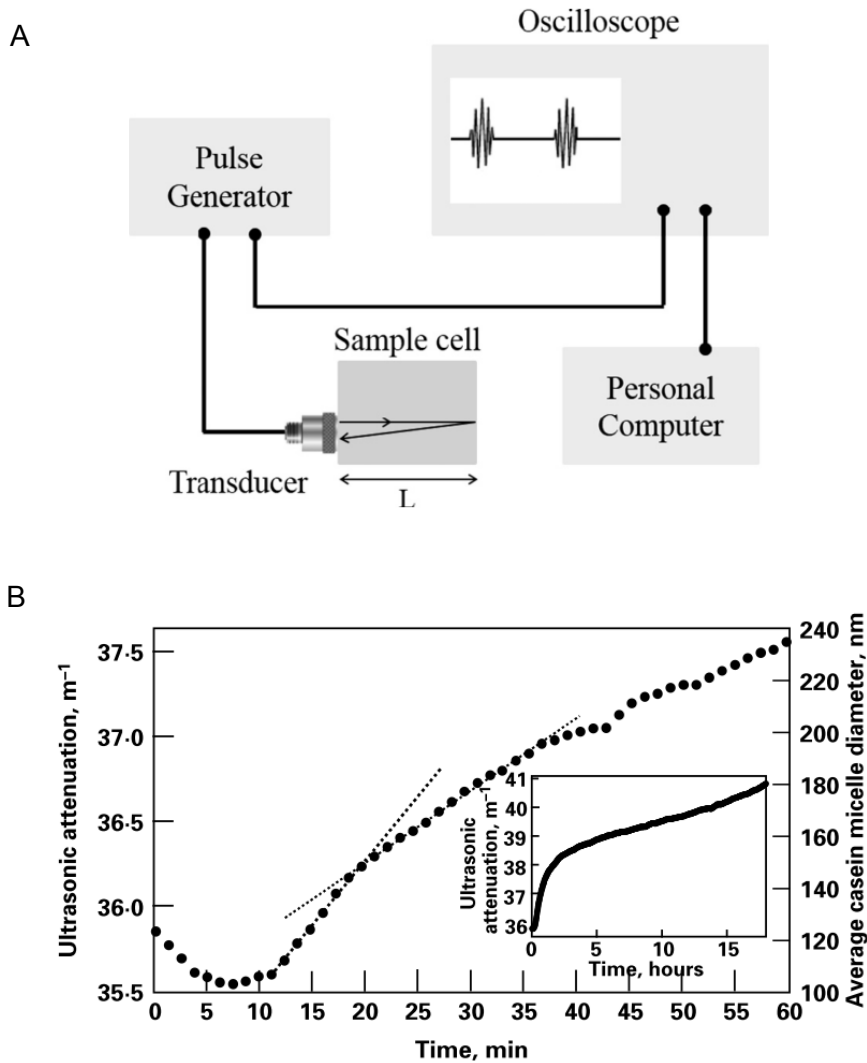 A
Oscilloscope
Pulse
Generator
Sample cell
Personal
Computer
Transducer
L
B
Ultrasonic attenuation, m⁻¹
37·5
37·0
36·5
36·0
35·5
0 5 10 15 20 25 30 35 40 45 50 55 60
Time, min
240
220
200
180
160
140
120
100
Average casein micelle diameter, nm
Ultrasonic
attenuation, m⁻¹
41
40
39
38
37
36
0 5 10 15
Time, hours